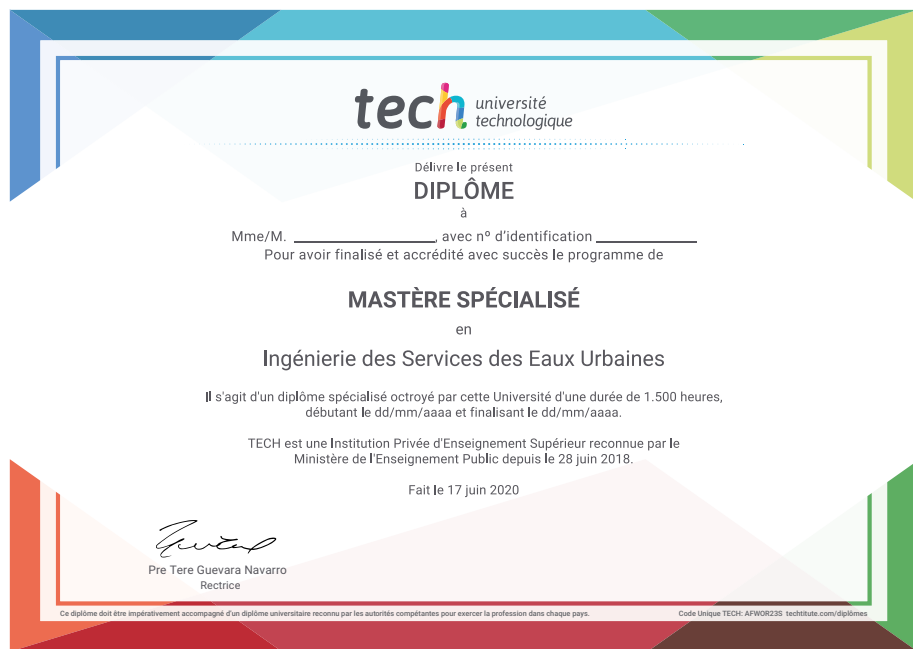 tech université
technologique
Délivre le présent
DIPLÔME
à
Mme/M. ____________, avec nº d'identification ____________
Pour avoir finalisé et accrédité avec succès le programme de
MASTÈRE SPÉCIALISÉ
en
Ingénierie des Services des Eaux Urbaines
Il s'agit d'un diplôme spécialisé octroyé par cette Université d'une durée de 1.500 heures,
débutant le dd/mm/aaaa et finalisant le dd/mm/aaaa.
TECH est une Institution Privée d'Enseignement Supérieur reconnue par le
Ministère de l'Enseignement Public depuis le 28 juin 2018.
Fait le 17 juin 2020
Pre Tere Guevara Navarro
Rectrice
Ce diplôme doit être impérativement accompagné d'un diplôme universitaire reconnu par les autorités compétantes pour exercer la profession dans chaque pays. Code Unique TECH: AFWOR23S techtitute.com/diplômes